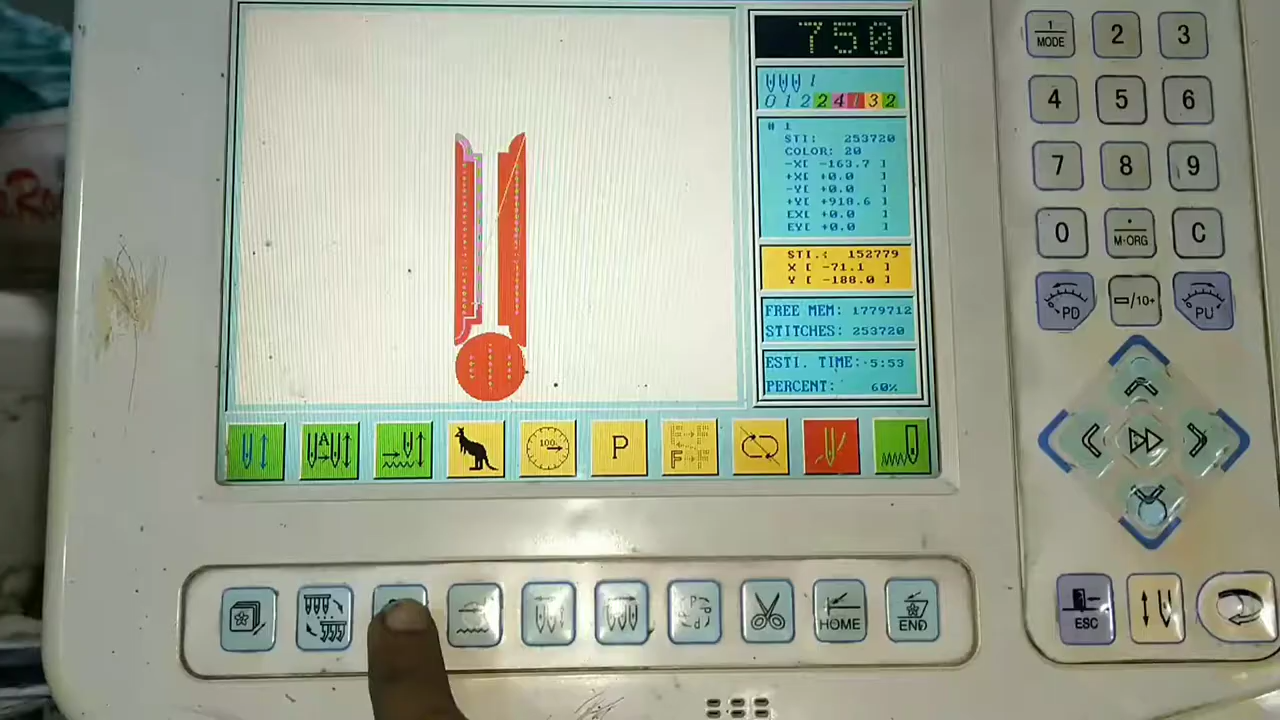 750
1
0 1 2 2 4 1 3 2
# 1
STI: 253720
COLOR: 20
-X[ -163.7 ]
+X[ +0.0 ]
-Y[ +0.0 ]
+Y[ +918.6 ]
EX[ +0.0 ]
EY[ +0.0 ]
STI.: 152779
X [ -71.1 ]
Y [ -188.0 ]
FREE MEM: 1779712
STITCHES: 253720
ESTI. TIME: -5:53
PERCENT: 60%
A
100
P
F
1
MODE
2
3
4
5
6
7
8
9
0
M·ORG
C
PD
/10+
PU
P P P P
HOME
END
ESC